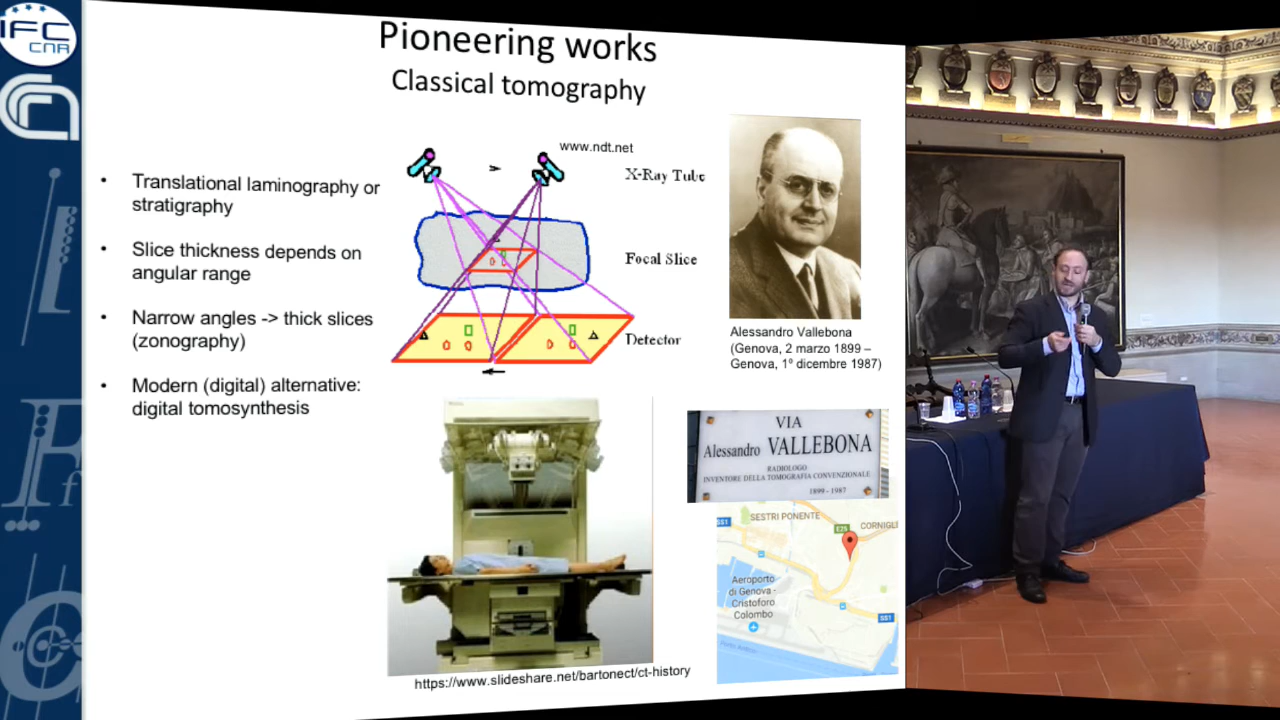 IFC
CNR
Pioneering works
Classical tomography
• Translational laminography or
stratigraphy
• Slice thickness depends on
angular range
• Narrow angles -> thick slices
(zonography)
• Modern (digital) alternative:
digital tomosynthesis
www.ndt.net
X-Ray Tube
Focal Slice
Detector
Alessandro Vallebona
(Genova, 2 marzo 1899 –
Genova, 1° dicembre 1987)
VIA
Alessandro VALLEBONA
RADIOLOGO
INVENTORE DELLA TOMOGRAFIA CONVENZIONALE
1899 - 1987
SS1
SESTRI PONENTE
E25
CORNIGLI
Aeroporto
di Genova -
Cristoforo
Colombo
SS1
https://www.slideshare.net/bartonect/ct-history